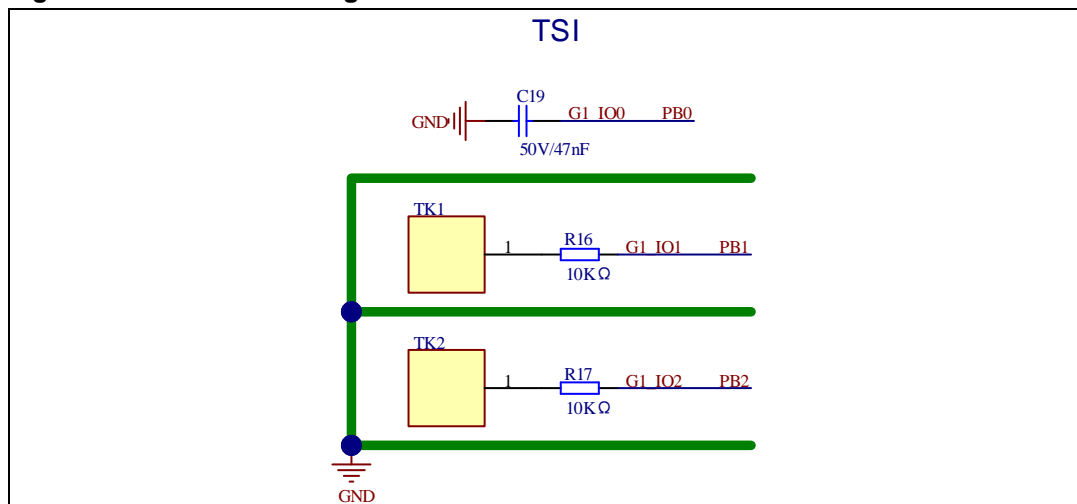 TSI
C19
GND G1_IO0 PB0
50V/47nF
TK1
1 R16 G1_IO1 PB1
10KΩ
TK2
1 R17 G1_IO2 PB2
10KΩ
GND